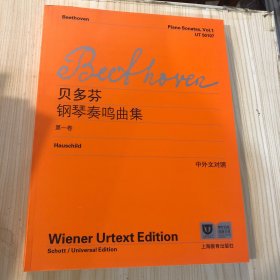 Beethoven
Piano Sonatas, Vol.1
UT 50107
Beethoven
贝多芬
钢琴奏鸣曲集
第一卷
Hauschild
中外文对照
Wiener Urtext Edition
Schott / Universal Edition
上海教育出版社